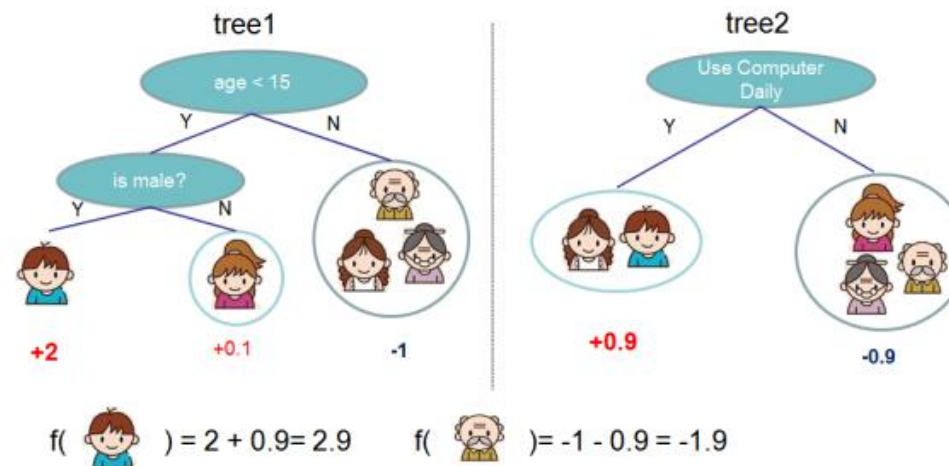 tree1
tree2
age < 15
Use Computer
Daily
Y
N
Y
N
is male?
Y
N
+2
+0.1
-1
+0.9
-0.9
f( ) = 2 + 0.9= 2.9
f( )= -1 - 0.9 = -1.9